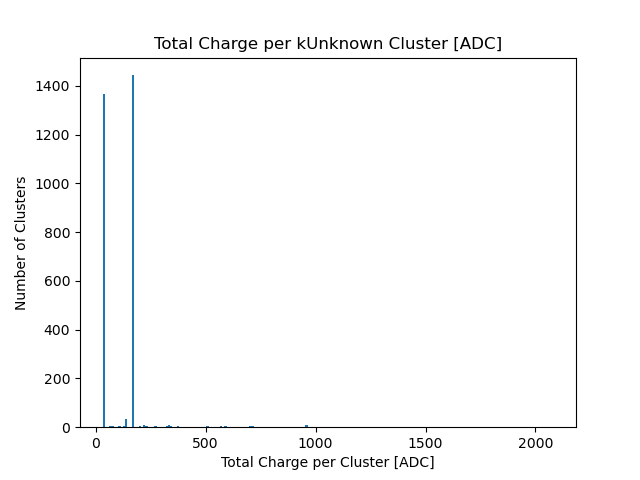 Total Charge per kUnknown Cluster [ADC]
1400
1200
1000
800
600
400
200
0
Number of Clusters
0 500 1000 1500 2000
Total Charge per Cluster [ADC]